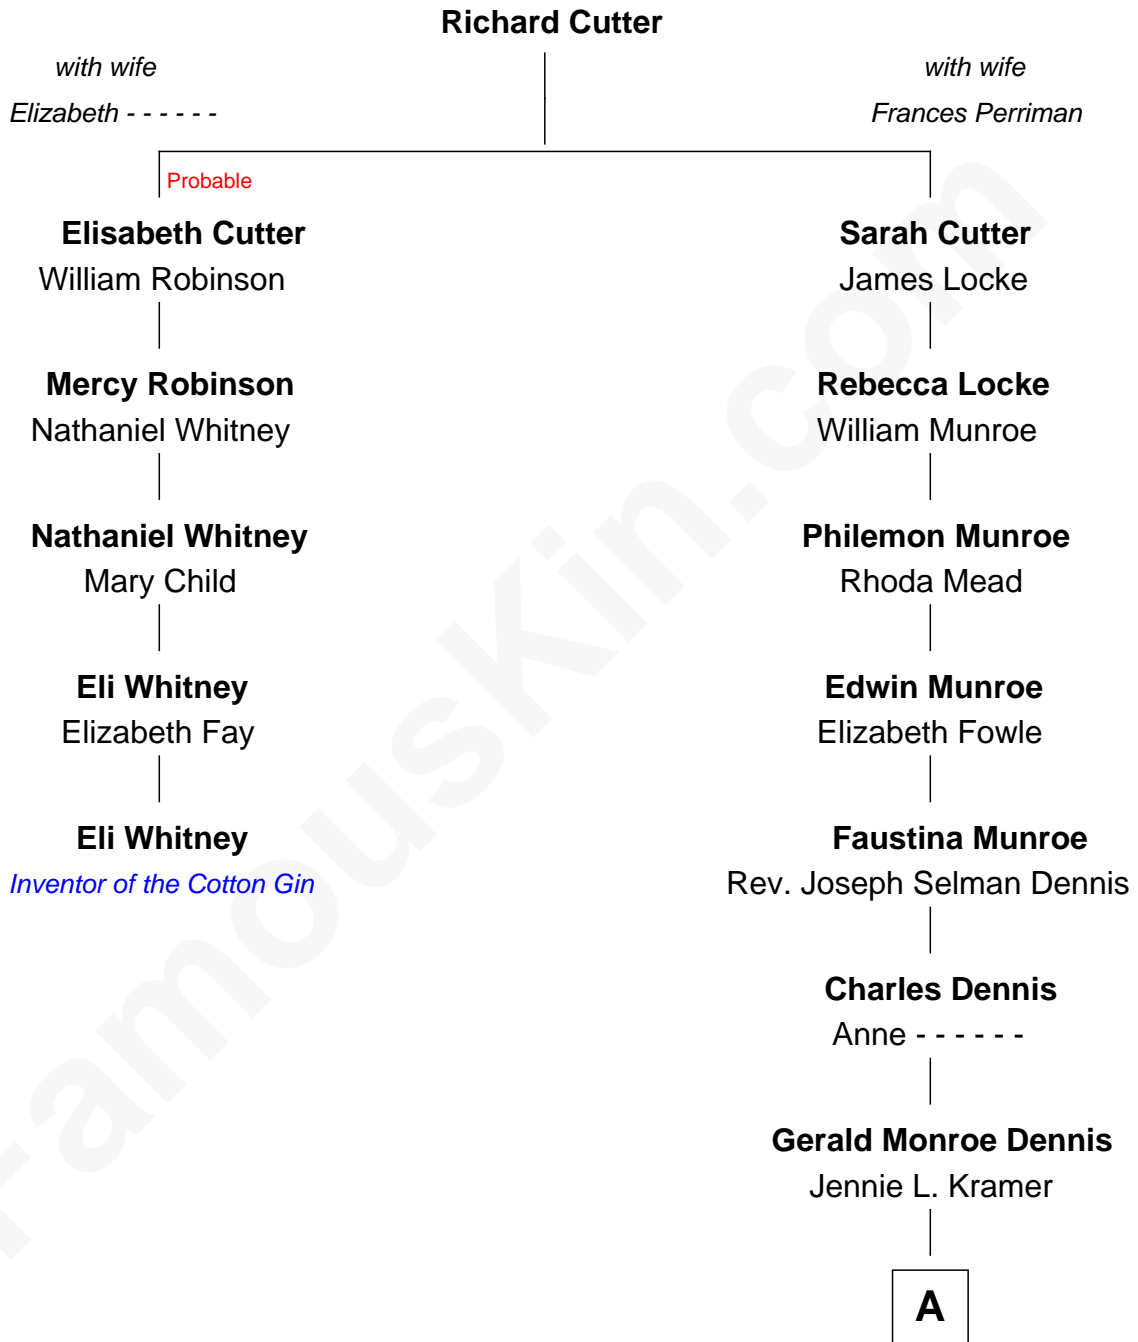 Richard Cutter
with wife
with wife
Elizabeth - - - - - -
Frances Perriman
Probable
Elisabeth Cutter
Sarah Cutter
William Robinson
James Locke
Mercy Robinson
Rebecca Locke
Nathaniel Whitney
William Munroe
Nathaniel Whitney
Philemon Munroe
Mary Child
Rhoda Mead
Eli Whitney
Edwin Munroe
Elizabeth Fay
Elizabeth Fowle
Eli Whitney
Faustina Munroe
Inventor of the Cotton Gin
Rev. Joseph Selman Dennis
Charles Dennis
Anne - - - - - -
Gerald Monroe Dennis
Jennie L. Kramer
A
FamousKin.com